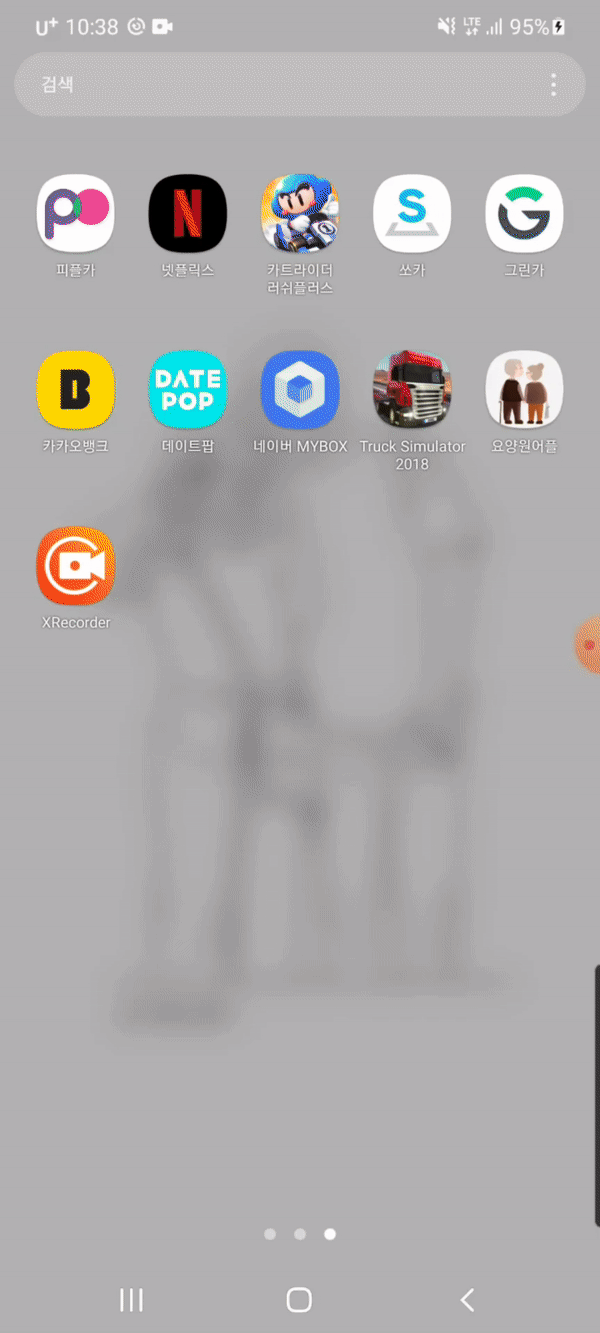 U+ 10:38 LTE 95%
검색
피플카 넷플릭스 카트라이더 쏘카 그린카
러쉬플러스
B DATE
POP
카카오뱅크 데이트팝 네이버 MYBOX Truck Simulator 요양원어플
2018
XRecorder